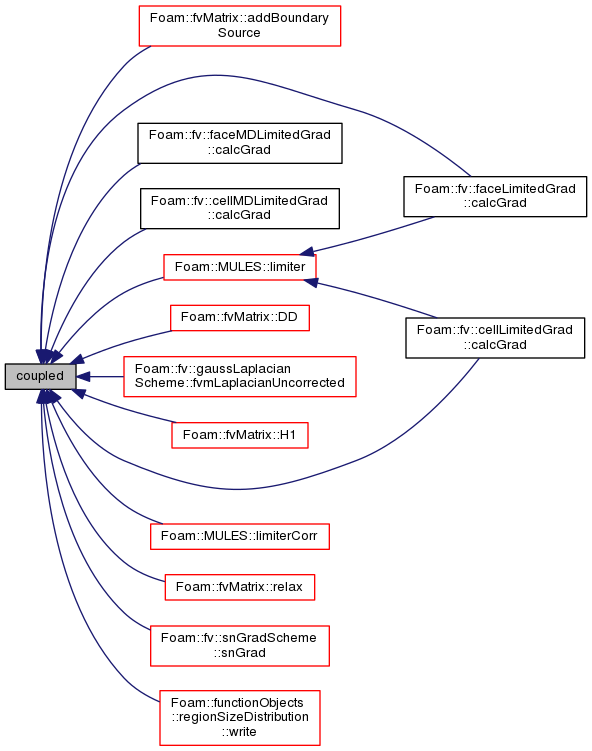 Foam::fvMatrix::addBoundary
Source
Foam::fv::faceMDLimitedGrad
::calcGrad
Foam::fv::faceLimitedGrad
::calcGrad
Foam::fv::cellMDLimitedGrad
::calcGrad
Foam::MULES::limiter
Foam::fvMatrix::DD
Foam::fv::cellLimitedGrad
::calcGrad
coupled
Foam::fv::gaussLaplacian
Scheme::fvmLaplacianUncorrected
Foam::fvMatrix::H1
Foam::MULES::limiterCorr
Foam::fvMatrix::relax
Foam::fv::snGradScheme
::snGrad
Foam::functionObjects
::regionSizeDistribution
::write